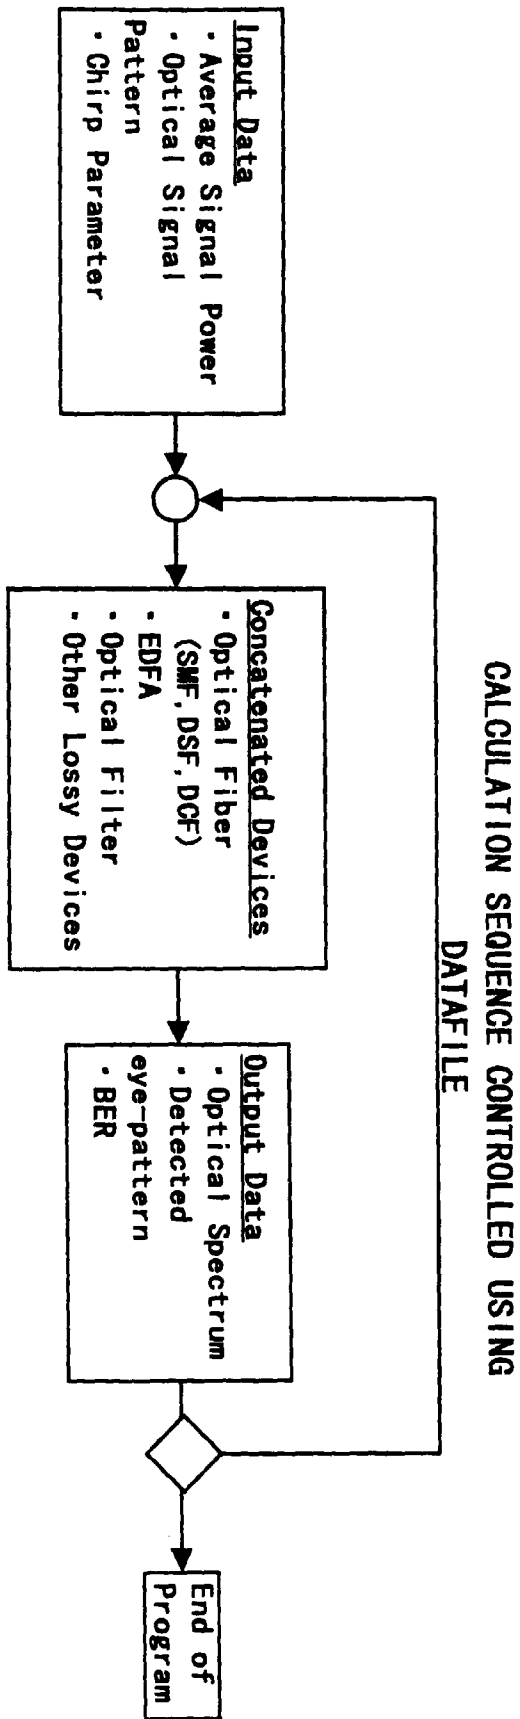 CALCULATION SEQUENCE CONTROLLED USING
DATAFILE
Input Data
· Average Signal Power
· Optical Signal
Pattern
· Chirp Parameter
Concatenated Devices
· Optical Fiber
(SMF, DSF, DCF)
· EDFA
· Optical Filter
· Other Lossy Devices
Output Data
· Optical Spectrum
· Detected
eye-pattern
· BER
End of
Program